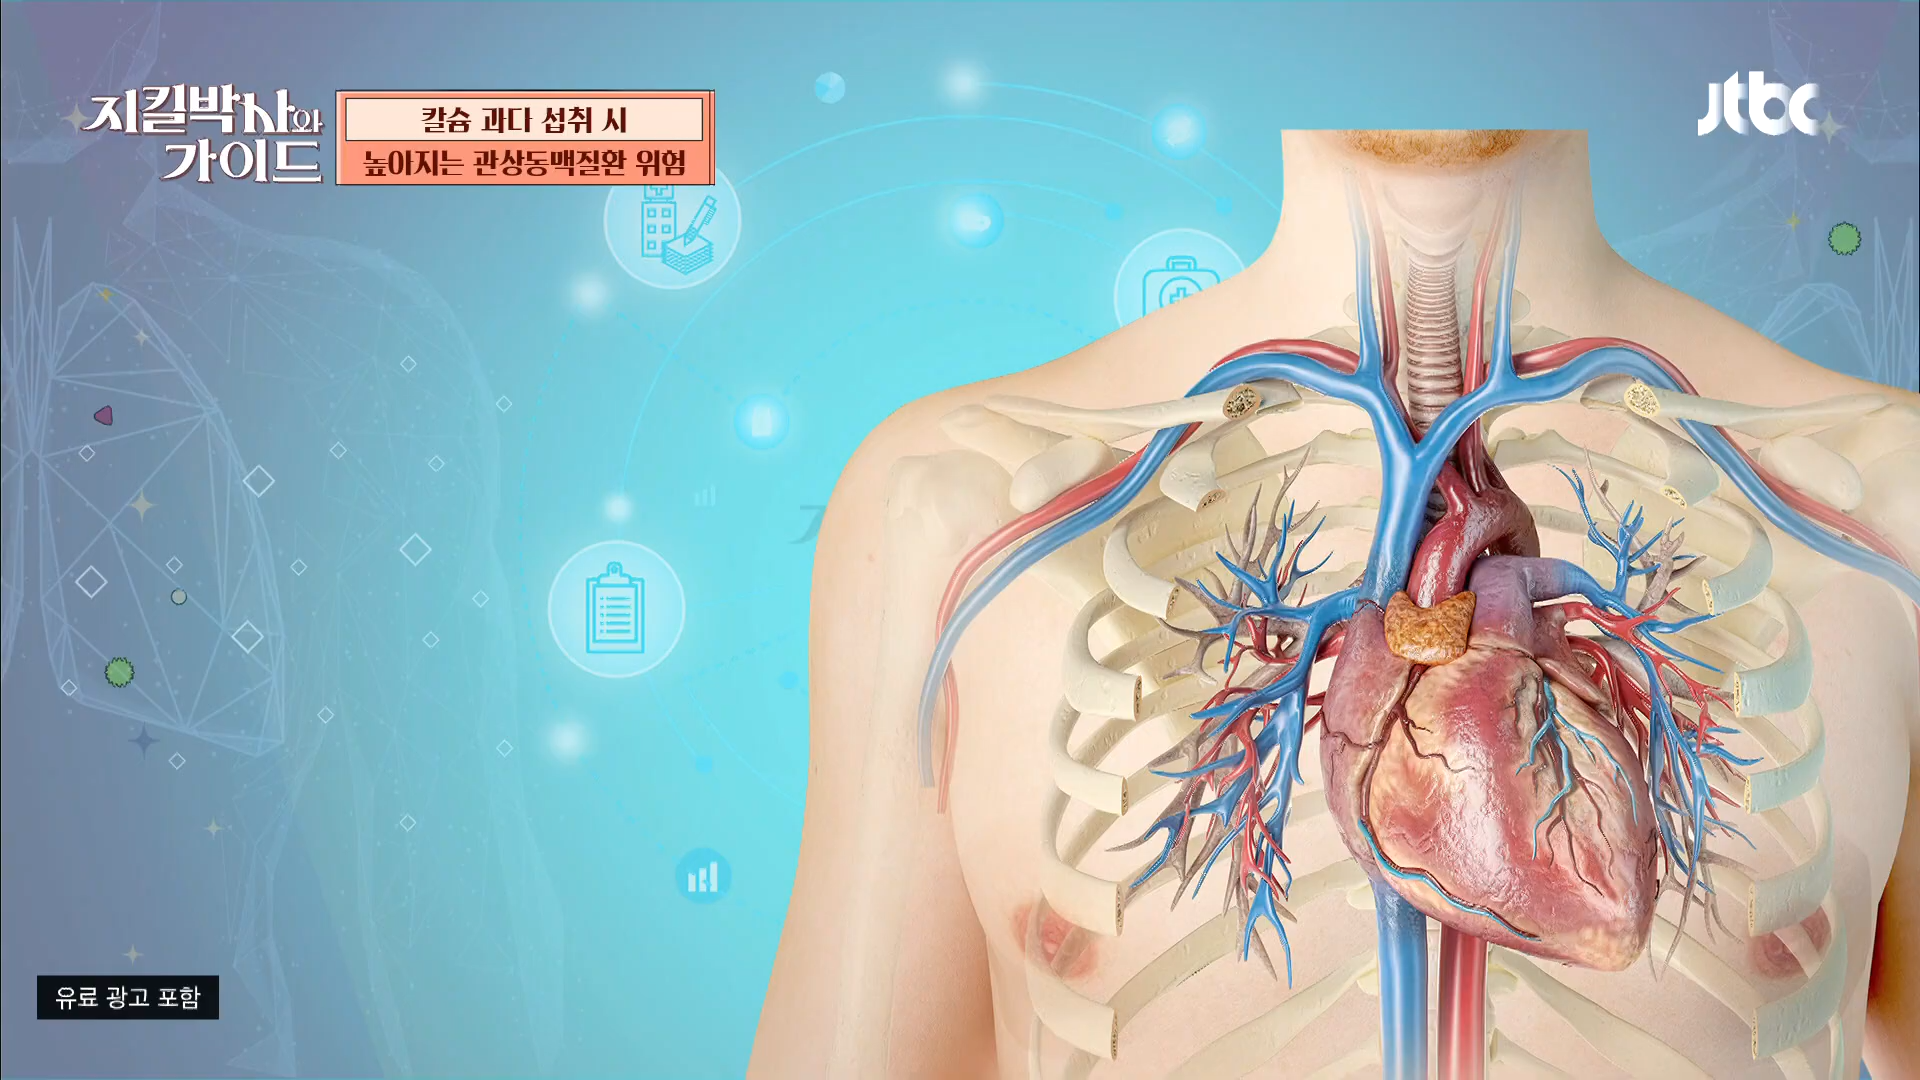 지킬박사와
가이드
칼슘 과다 섭취 시
높아지는 관상동맥질환 위험
jtbc
유료 광고 포함